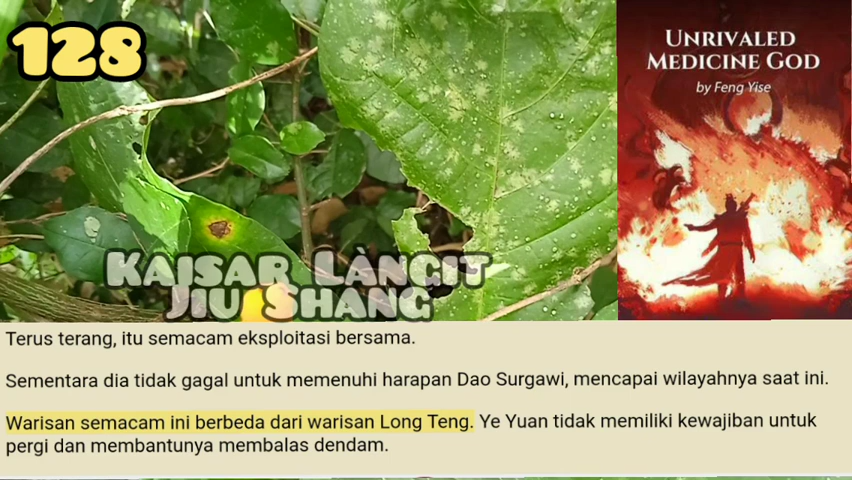 128
UNRIVALED
MEDICINE GOD
by Feng Yise
Kaisar Làngit
Jiu Shang
Terus terang, itu semacam eksploitasi bersama.
Sementara dia tidak gagal untuk memenuhi harapan Dao Surgawi, mencapai wilayahnya saat ini.
Warisan semacam ini berbeda dari warisan Long Teng. Ye Yuan tidak memiliki kewajiban untuk
pergi dan membantunya membalas dendam.